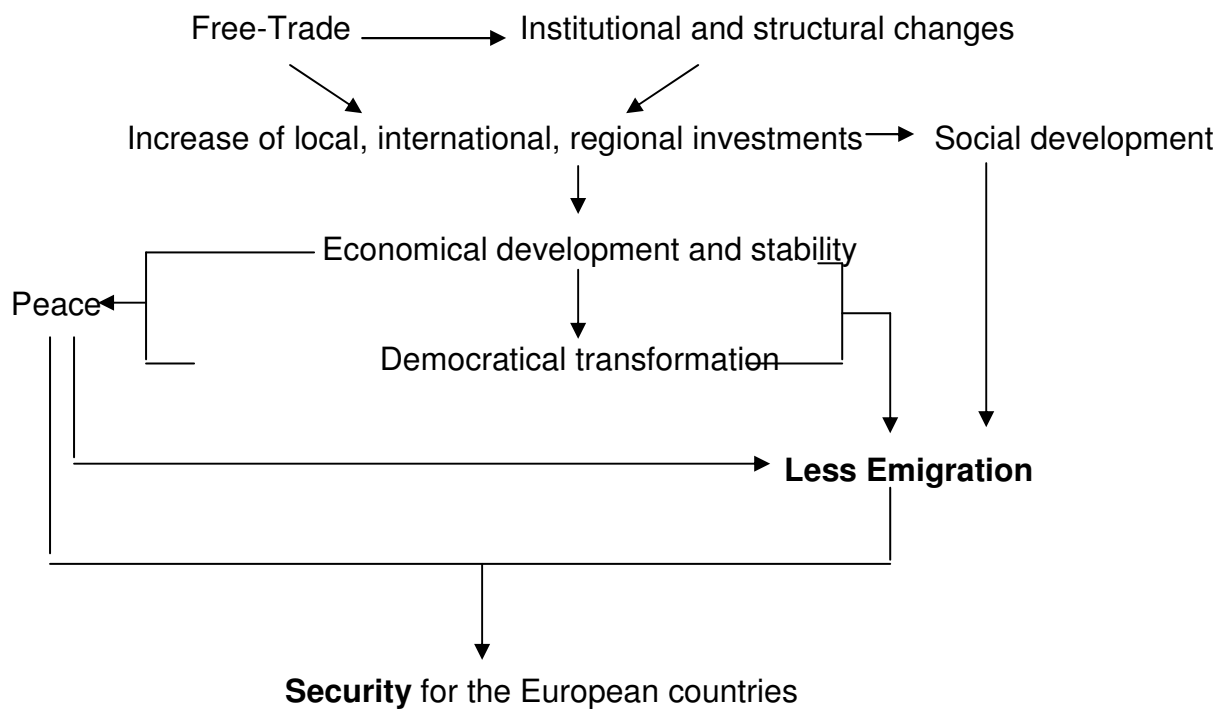 Free-Trade Institutional and structural changes
Increase of local, international, regional investments Social development
Economical development and stability
Peace
Democratical transformation
Less Emigration
Security for the European countries